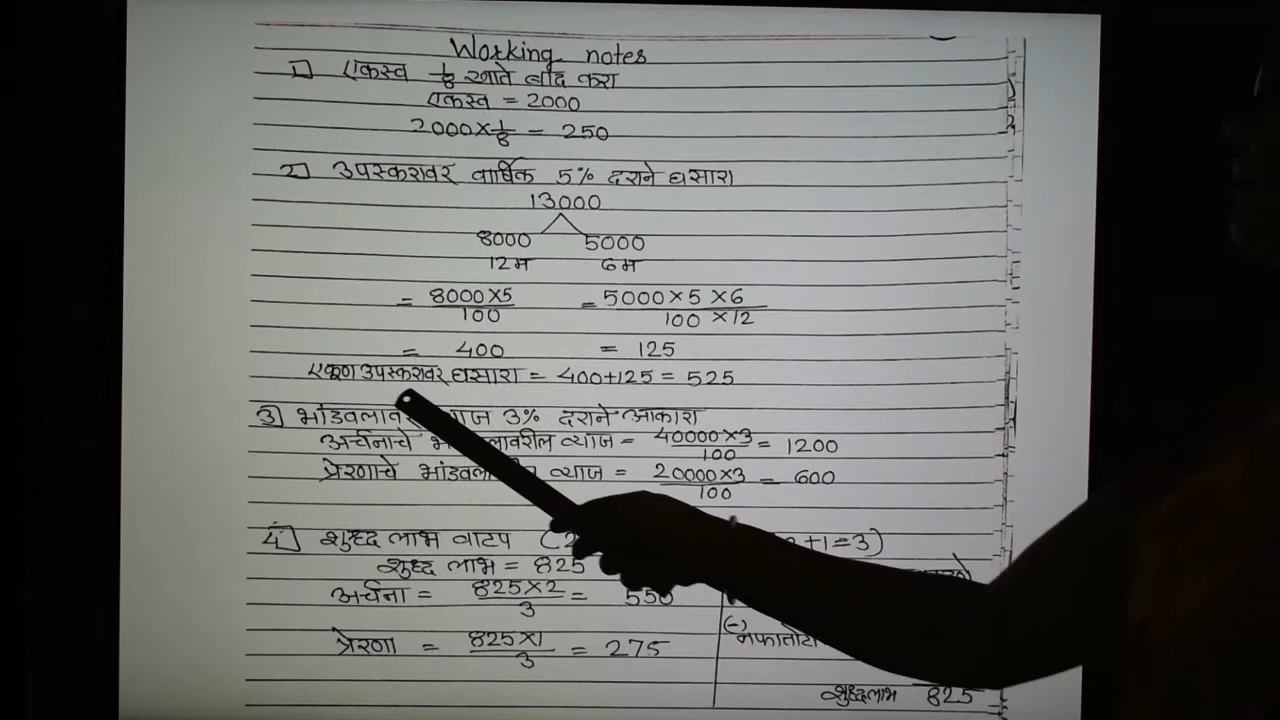 Working notes
1) एकस्व 1/8 खाते बाद करा
एकस्व = 2000
2000 × 1/8 = 250
2) उपस्करावर वार्षिक 5% दराने घसारा
13000
8000 5000
12म 6म
= 8000×5/100 = 5000×5×6/100×12
= 400 = 125
एकूण उपस्करावर घसारा = 400+125 = 525
3) भांडवलावर व्याज 3% दराने आकारा
अर्चनाचे भांडवलावरील व्याज = 40000×3/100 = 1200
प्रेरणाचे व्याज = 20000×3/100 = 600
4) शुद्ध लाभ वाटप (2 +1=3)
शुद्ध लाभ = 825
अर्चना = 825×2/3 = 550
प्रेरणा = 825×1/3 = 275
(-) नफातोटा
शुद्धलाभ 825